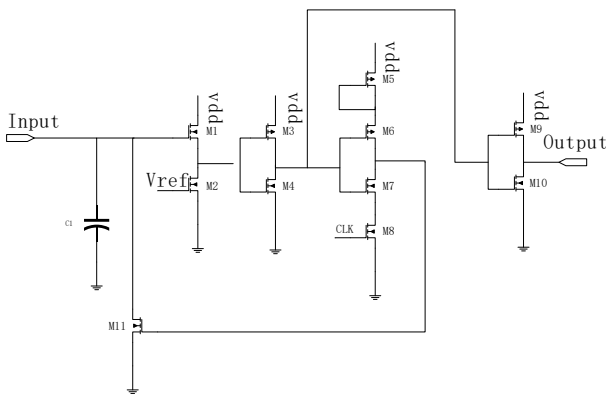 vdd
M5
vdd
vdd
vdd
Input
M1
M3
M6
M9
Output
Vref
M2
M4
M7
M10
C1
CLK
M8
M11